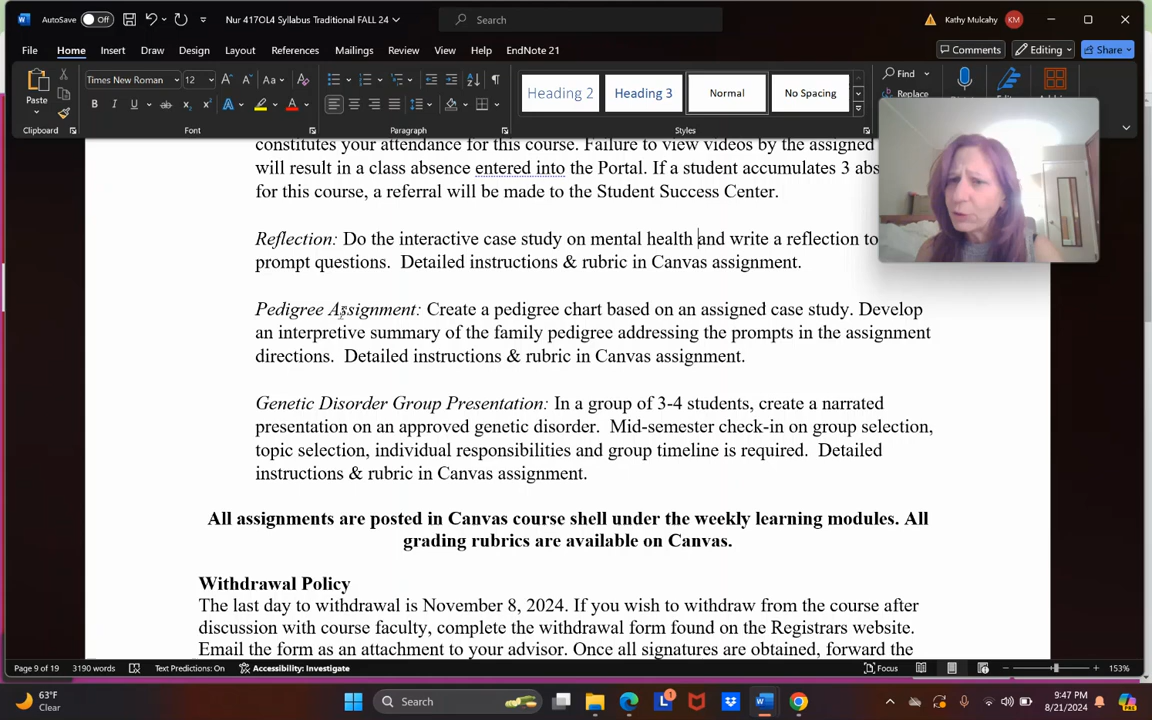 AutoSave Off Nur 417OL4 Syllabus Traditional FALL 24 Search Kathy Mulcahy KM
File Home Insert Draw Design Layout References Mailings Review View Help EndNote 21 Comments Editing Share
Paste Times New Roman 12 Heading 2 Heading 3 Normal No Spacing Find
Replace
Clipboard Font Paragraph Styles
constitutes your attendance for this course. Failure to view videos by the assigned
will result in a class absence entered into the Portal. If a student accumulates 3 abs
for this course, a referral will be made to the Student Success Center.
Reflection: Do the interactive case study on mental health and write a reflection to
prompt questions. Detailed instructions & rubric in Canvas assignment.
Pedigree Assignment: Create a pedigree chart based on an assigned case study. Develop
an interpretive summary of the family pedigree addressing the prompts in the assignment
directions. Detailed instructions & rubric in Canvas assignment.
Genetic Disorder Group Presentation: In a group of 3-4 students, create a narrated
presentation on an approved genetic disorder. Mid-semester check-in on group selection,
topic selection, individual responsibilities and group timeline is required. Detailed
instructions & rubric in Canvas assignment.
All assignments are posted in Canvas course shell under the weekly learning modules. All
grading rubrics are available on Canvas.
Withdrawal Policy
The last day to withdrawal is November 8, 2024. If you wish to withdraw from the course after
discussion with course faculty, complete the withdrawal form found on the Registrars website.
Email the form as an attachment to your advisor. Once all signatures are obtained, forward the
Page 9 of 19 3190 words Text Predictions: On Accessibility: Investigate Focus 153%
63°F
Clear
Search
9:47 PM
8/21/2024